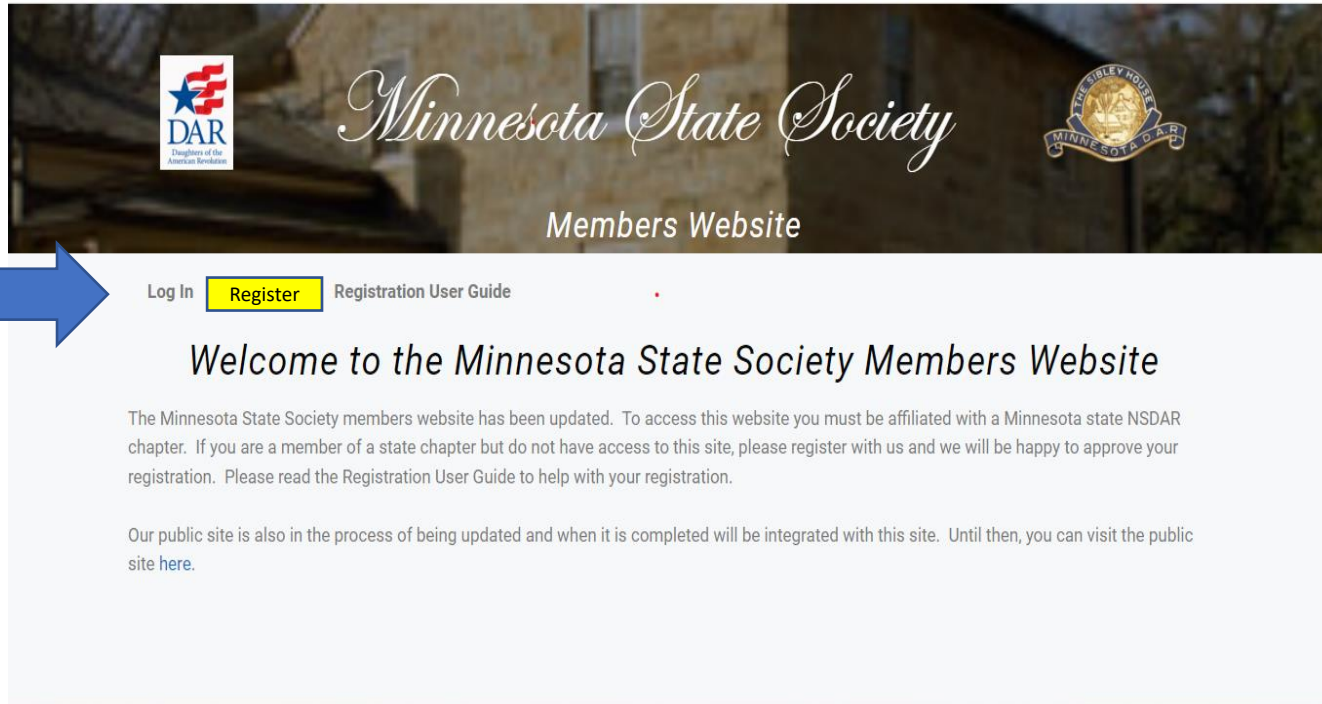 DAR
Daughters of the
American Revolution
Minnesota State Society
THE SIBLEY HOUSE
MINNESOTA D.A.R
Members Website
Log In Register Registration User Guide
Welcome to the Minnesota State Society Members Website
The Minnesota State Society members website has been updated. To access this website you must be affiliated with a Minnesota state NSDAR
chapter. If you are a member of a state chapter but do not have access to this site, please register with us and we will be happy to approve your
registration. Please read the Registration User Guide to help with your registration.
Our public site is also in the process of being updated and when it is completed will be integrated with this site. Until then, you can visit the public
site here.